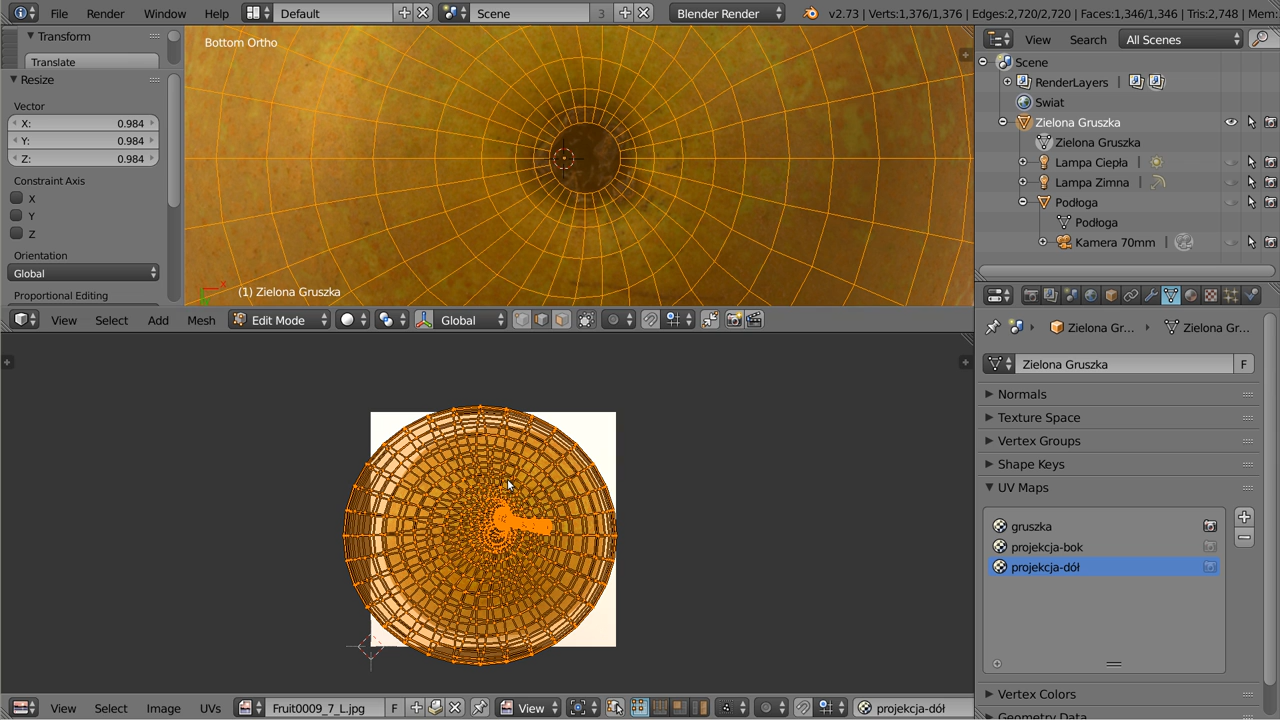 File Render Window Help Default Scene 3 Blender Render v2.73 | Verts:1,376/1,376 | Edges:2,720/2,720 | Faces:1,346/1,346 | Tris:2,748 | Mem:
Transform
Translate
Resize
Vector
X: 0.984
Y: 0.984
Z: 0.984
Constraint Axis
X
Y
Z
Orientation
Global
Proportional Editing
Bottom Ortho
X
(1) Zielona Gruszka
View Select Add Mesh Edit Mode Global
View Select Image UVs Fruit0009_7_L.jpg F View projekcja-dół
View Search All Scenes
Scene
RenderLayers
Swiat
Zielona Gruszka
Zielona Gruszka
Lampa Ciepła
Lampa Zimna
Podłoga
Podłoga
Kamera 70mm
Zielona Gr... Zielona Gr...
Zielona Gruszka F
Normals
Texture Space
Vertex Groups
Shape Keys
UV Maps
gruszka
projekcja-bok
projekcja-dół
Vertex Colors
Geometry Data